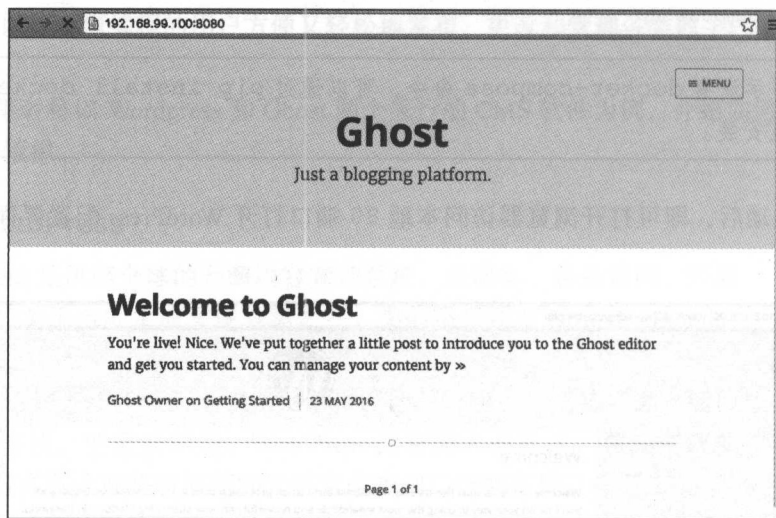 192.168.99.100:8080
≡ MENU
Ghost
Just a blogging platform.
Welcome to Ghost
You're live! Nice. We've put together a little post to introduce you to the Ghost editor
and get you started. You can manage your content by »
Ghost Owner on Getting Started | 23 MAY 2016
Page 1 of 1